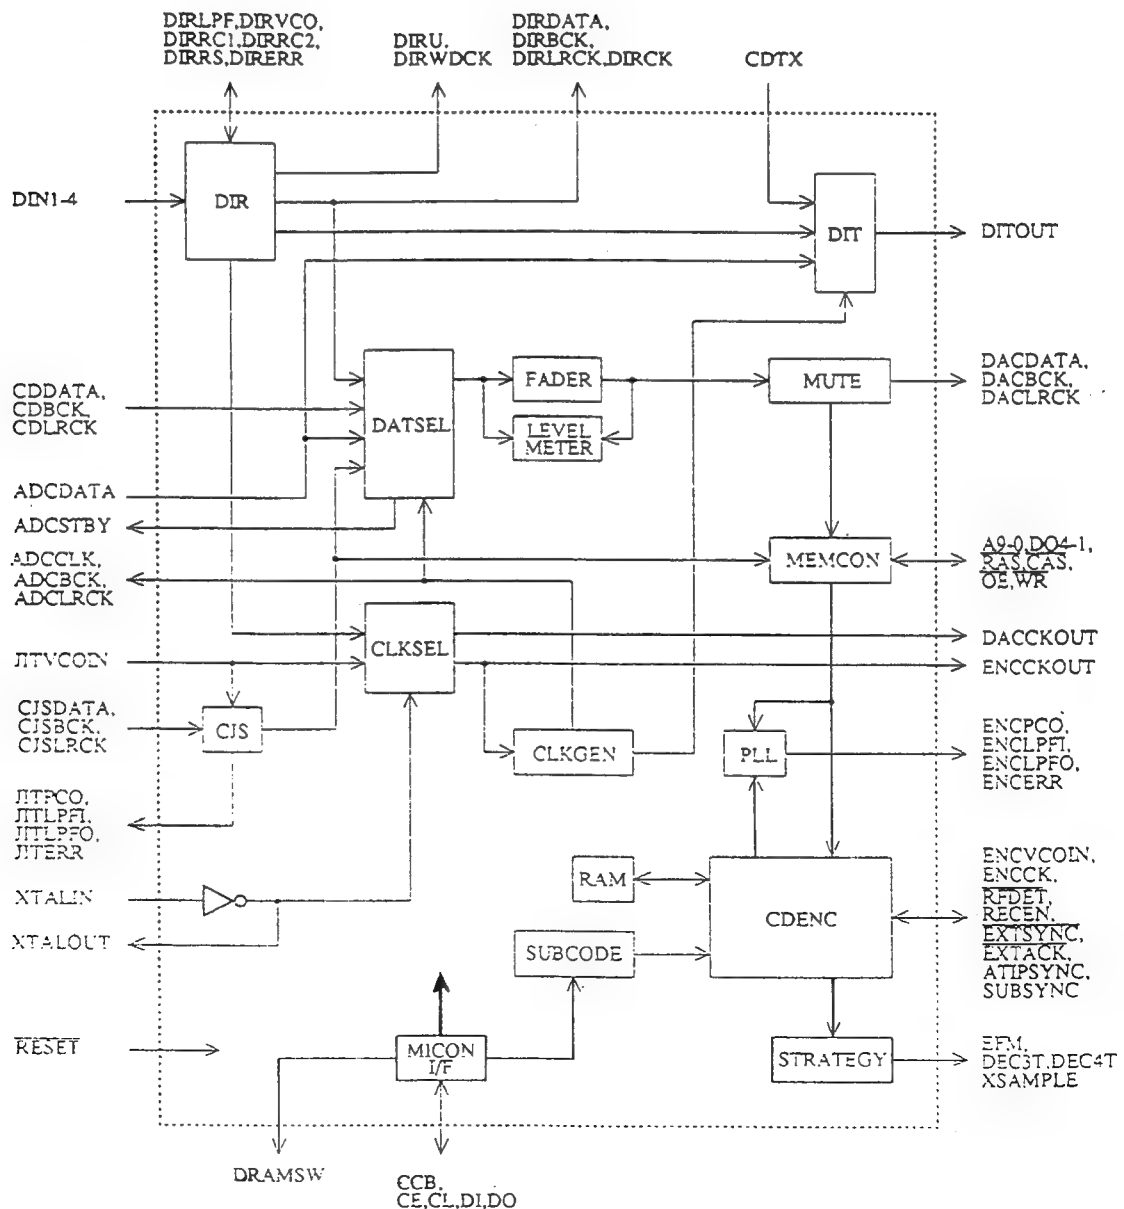 DIRLPF,DIRVCO,
DIRRC1,DIRRC2,
DIRRS,DIRERR
DIRU,
DIRWDCK
DIRDATA,
DIRBCK,
DIRLRCK,DIRCK
CDTX
DIN1-4
DIR
DIT
DITOUT
CDDATA,
CDBCK,
CDLRCK
DATSEL
FADER
LEVEL
METER
MUTE
DACDATA,
DACBCK,
DACLRCK
ADCDATA
ADCSTBY
ADCCLK,
ADCBCK,
ADCLRCK
MEMCON
A9-0,DO4-1,
RAS,CAS,
OE,WR
CLKSEL
DACCKOUT
JITVCOIN
ENCCKOUT
CJSDATA,
CJSBCK,
CJSLRCK
CJS
CLKGEN
PLL
ENCPCO,
ENCLPFI,
ENCLPFO,
ENCERR
JITPCO,
JITLPFI,
JITLPFO,
JITERR
XTALIN
XTALOUT
RAM
CDENC
SUBCODE
ENCVCOIN,
ENCCK,
RFDET,
RECEN,
EXTSYNC,
EXTACK,
ATIPSYNC,
SUBSYNC
RESET
MICON
I/F
STRATEGY
EFM,
DEC3T,DEC4T
XSAMPLE
DRAMSW
CCB,
CE,CL,DI,DO